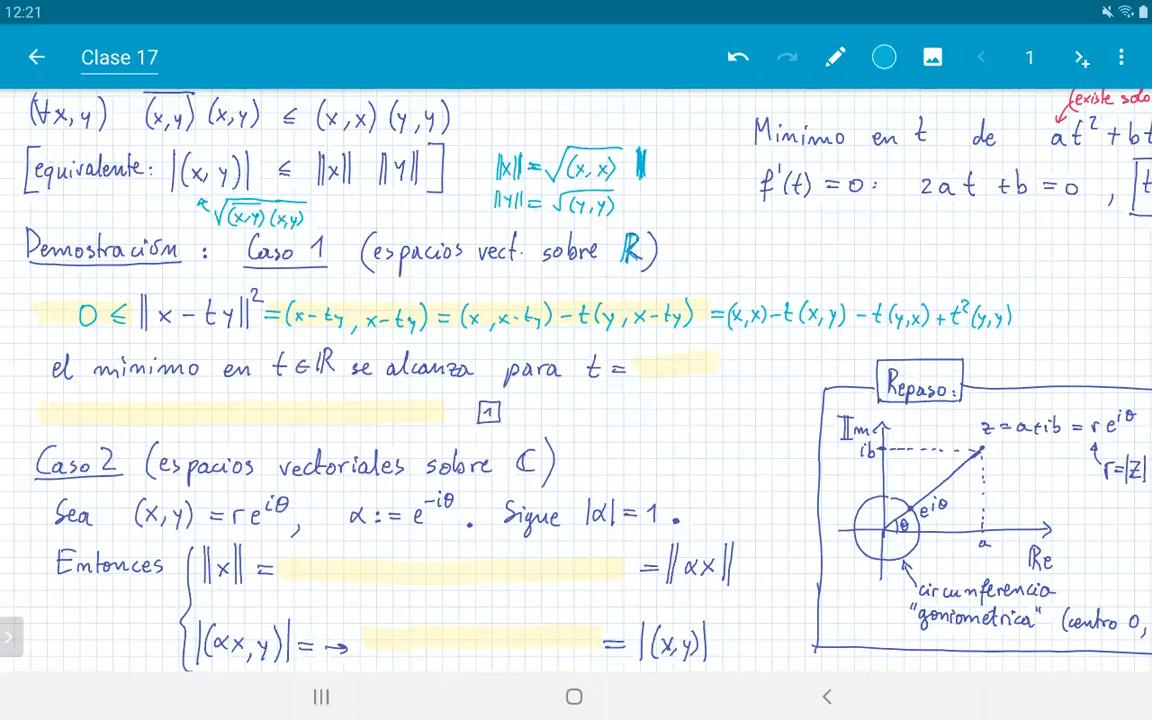 12:21
Clase 17
1
(∀x,y) \overline{(x,y)} (x,y) ≤ (x,x)(y,y)
[equivalente: |(x,y)| ≤ ‖x‖ ‖y‖]
‖x‖ = √(x,x)
‖y‖ = √(y,y)
√(\overline{(x,y)}(x,y))
(existe solo
Minimo en t de at² + bt
f'(t) = 0: 2at + b = 0, [t
Demostración: Caso 1 (espacios vect. sobre ℝ)
0 ≤ ‖x - ty‖² = (x-ty, x-ty) = (x, x-ty) - t(y, x-ty) = (x,x) - t(x,y) - t(y,x) + t²(y,y)
el minimo en t∈ℝ se alcanza para t =
1
Caso 2 (espacios vectoriales sobre ℂ)
Sea (x,y) = re^{iθ}, α := e^{-iθ}. Sigue |α| = 1.
Entonces { ‖x‖ = = ‖αx‖
|(αx,y)| = → = |(x,y)|
Repaso:
Im
ib
z = a+ib = re^{iθ}
r=|z|
e^{iθ}
θ
a
Re
circunferencia
"goniometrica" (centro 0,